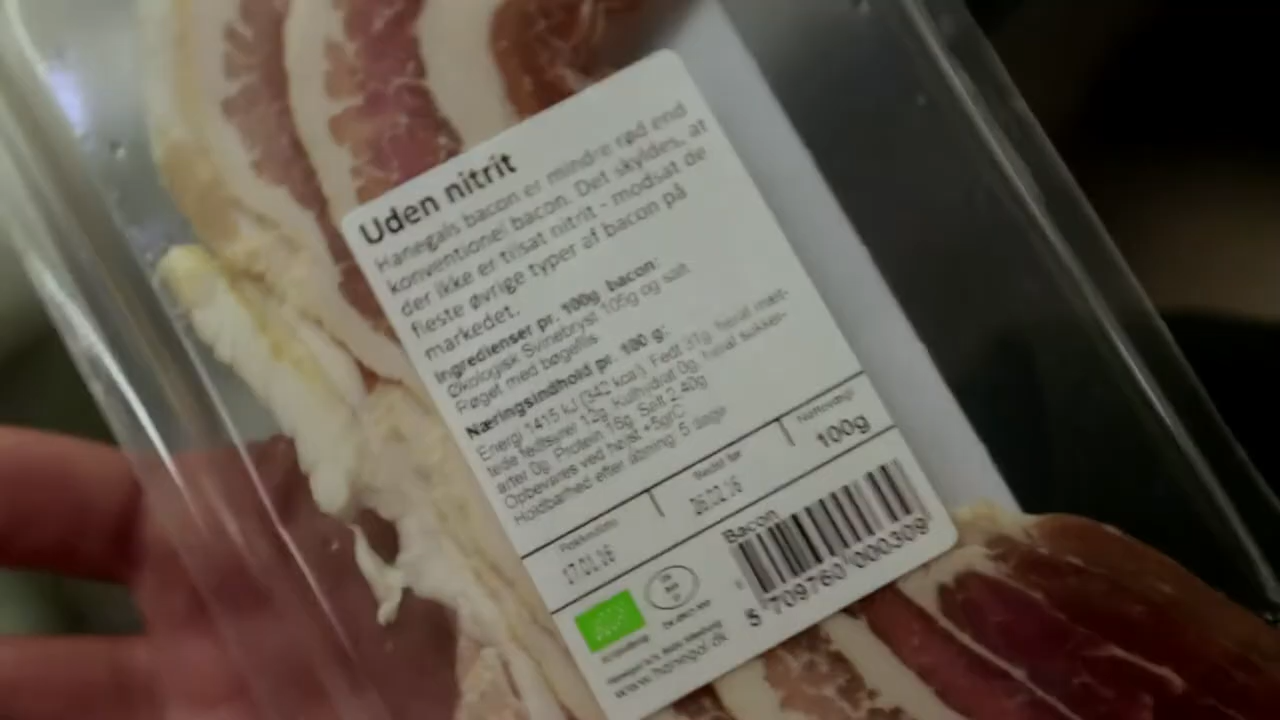 Uden nitrit
Hanegals bacon er mindre rød end
konventionel bacon. Det skyldes, at
der ikke er tilsat nitrit - modsat de
fleste øvrige typer af bacon på
markedet.
Ingredienser pr. 100g bacon:
Økologisk Svinebryst 105g og salt
Røget med bøgeflis
Næringsindhold pr. 100 g:
Energi 1415 kJ (342 kcal). Fedt 31g, heraf mæt-
tede fedtsyrer 12g. Kulhydrat 0g, heraf sukker-
arter 0g. Protein 16g. Salt 2,40g
Opbevares ved højst +5grC
Holdbarhed efter åbning: 5 dage
Pakkedato
17.01.16
Bedst før
Nettovægt
100g
Bacon
5 709760 000309
www.hanegal.dk